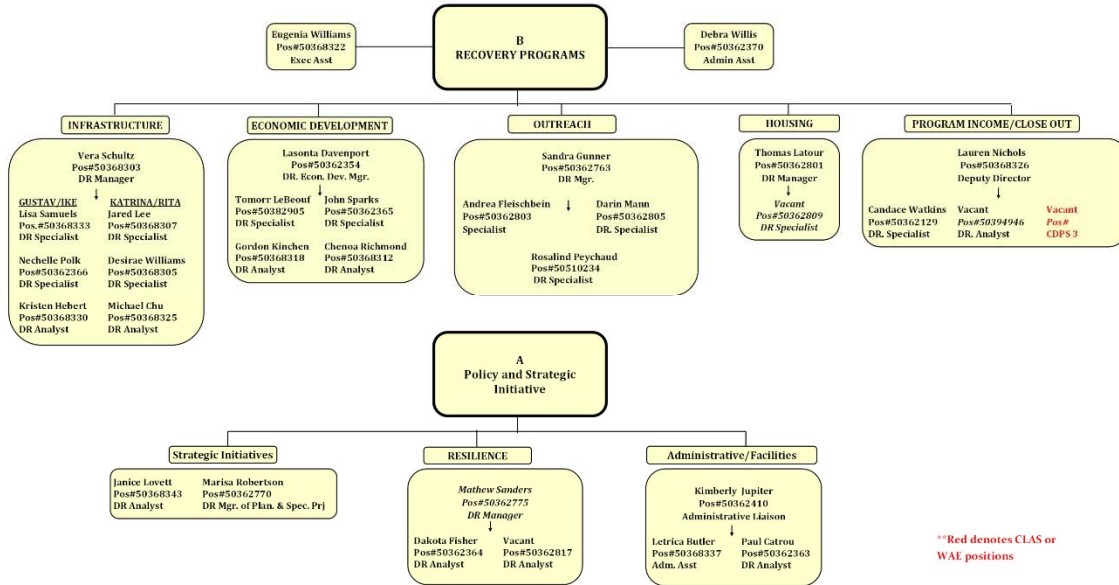 Eugenia Williams
Pos#50368322
Exec Asst
B
RECOVERY PROGRAMS
Debra Willis
Pos#50362370
Admin Asst
INFRASTRUCTURE
Vera Schultz
Pos#50368303
DR Manager
GUSTAV/IKE
Lisa Samuels
Pos.#50368333
DR Specialist
Nechelle Polk
Pos#50362366
DR Specialist
Kristen Hebert
Pos#50368330
DR Analyst
KATRINA/RITA
Jared Lee
Pos#50368307
DR Specialist
Desirae Williams
Pos#50368305
DR Specialist
Michael Chu
Pos#50368325
DR Analyst
ECONOMIC DEVELOPMENT
Lasonta Davenport
Pos#50362354
DR. Econ. Dev. Mgr.
Tomorr LeBeouf
Pos#50382905
DR Specialist
John Sparks
Pos#50362365
DR Specialist
Gordon Kinchen
Pos#50368318
DR Analyst
Chenoa Richmond
Pos#50368312
DR Analyst
OUTREACH
Sandra Gunner
Pos#50362763
DR Mgr.
Andrea Fleischbein
Pos#50362803
Specialist
Darin Mann
Pos#50362805
DR. Specialist
Rosalind Peychaud
Pos#50510234
DR Specialist
HOUSING
Thomas Latour
Pos#50362801
DR Manager
Vacant
Pos#50362809
DR Specialist
PROGRAM INCOME/CLOSE OUT
Lauren Nichols
Pos#50368326
Deputy Director
Candace Watkins
Pos#50362129
DR. Specialist
Vacant
Pos#50394946
DR. Analyst
Vacant
Pos#
CDPS 3
A
Policy and Strategic
Initiative
Strategic Initiatives
Janice Lovett
Pos#50368343
DR Analyst
Marisa Robertson
Pos#50362770
DR Mgr. of Plan. & Spec. Prj
RESILIENCE
Mathew Sanders
Pos#50362775
DR Manager
Dakota Fisher
Pos#50362364
DR Analyst
Vacant
Pos#50362817
DR Analyst
Administrative/Facilities
Kimberly Jupiter
Pos#50362410
Administrative Liaison
Letrica Butler
Pos#50368337
Adm. Asst
Paul Catrou
Pos#50362363
DR Analyst
**Red denotes CLAS or
WAE positions